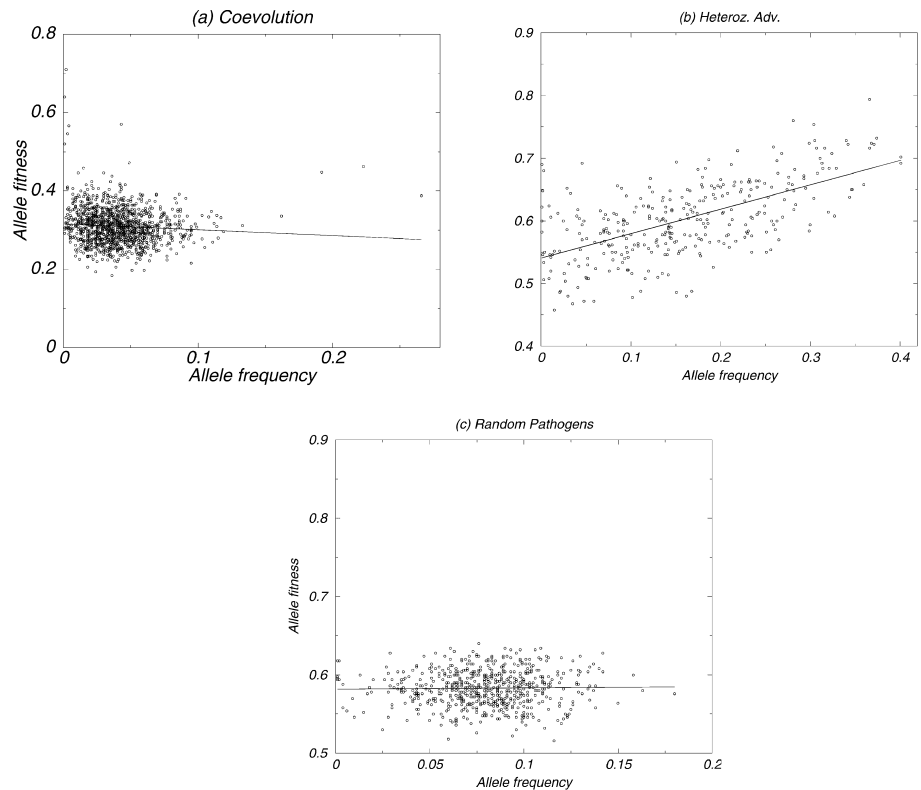 (a) Coevolution
0.8
0.6
0.4
0.2
0
Allele fitness
0 0.1 0.2
Allele frequency
(b) Heteroz. Adv.
0.9
0.8
0.7
0.6
0.5
0.4
0 0.1 0.2 0.3 0.4
Allele frequency
(c) Random Pathogens
0.9
0.8
0.7
0.6
0.5
Allele fitness
0 0.05 0.1 0.15 0.2
Allele frequency